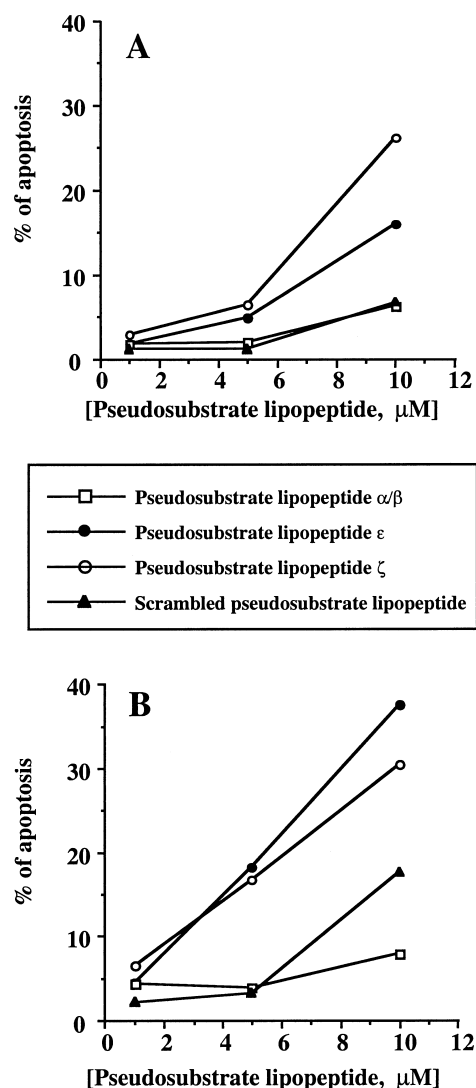 A
% of apoptosis
40
30
20
10
0
0 2 4 6 8 10 12
[Pseudosubstrate lipopeptide, μM]
Pseudosubstrate lipopeptide α/β
Pseudosubstrate lipopeptide ε
Pseudosubstrate lipopeptide ζ
Scrambled pseudosubstrate lipopeptide
B
% of apoptosis
40
30
20
10
0
0 2 4 6 8 10 12
[Pseudosubstrate lipopeptide, μM]